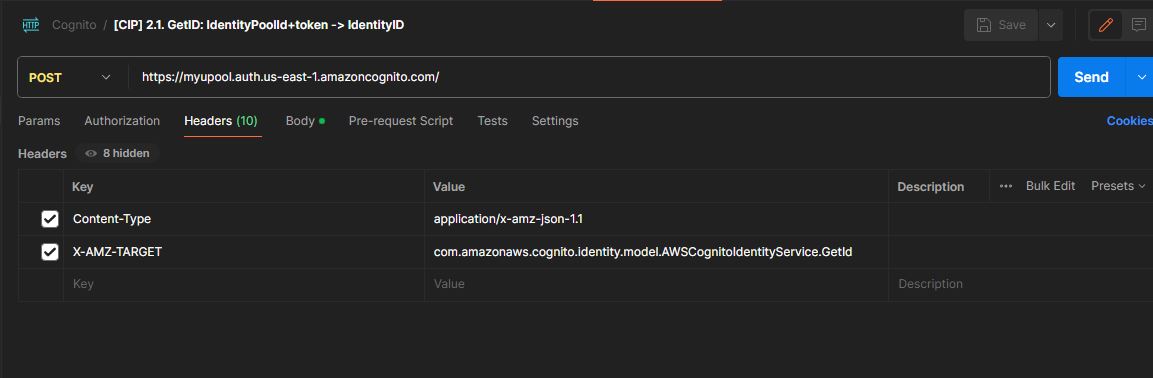 HTTP Cognito / [CIP] 2.1. GetID: IdentityPoolId+token -> IdentityID Save
POST https://myupool.auth.us-east-1.amazoncognito.com/ Send
Params Authorization Headers (10) Body Pre-request Script Tests Settings Cookies
Headers 8 hidden
Key Value Description ••• Bulk Edit Presets
Content-Type application/x-amz-json-1.1
X-AMZ-TARGET com.amazonaws.cognito.identity.model.AWSCognitoIdentityService.GetId
Key Value Description